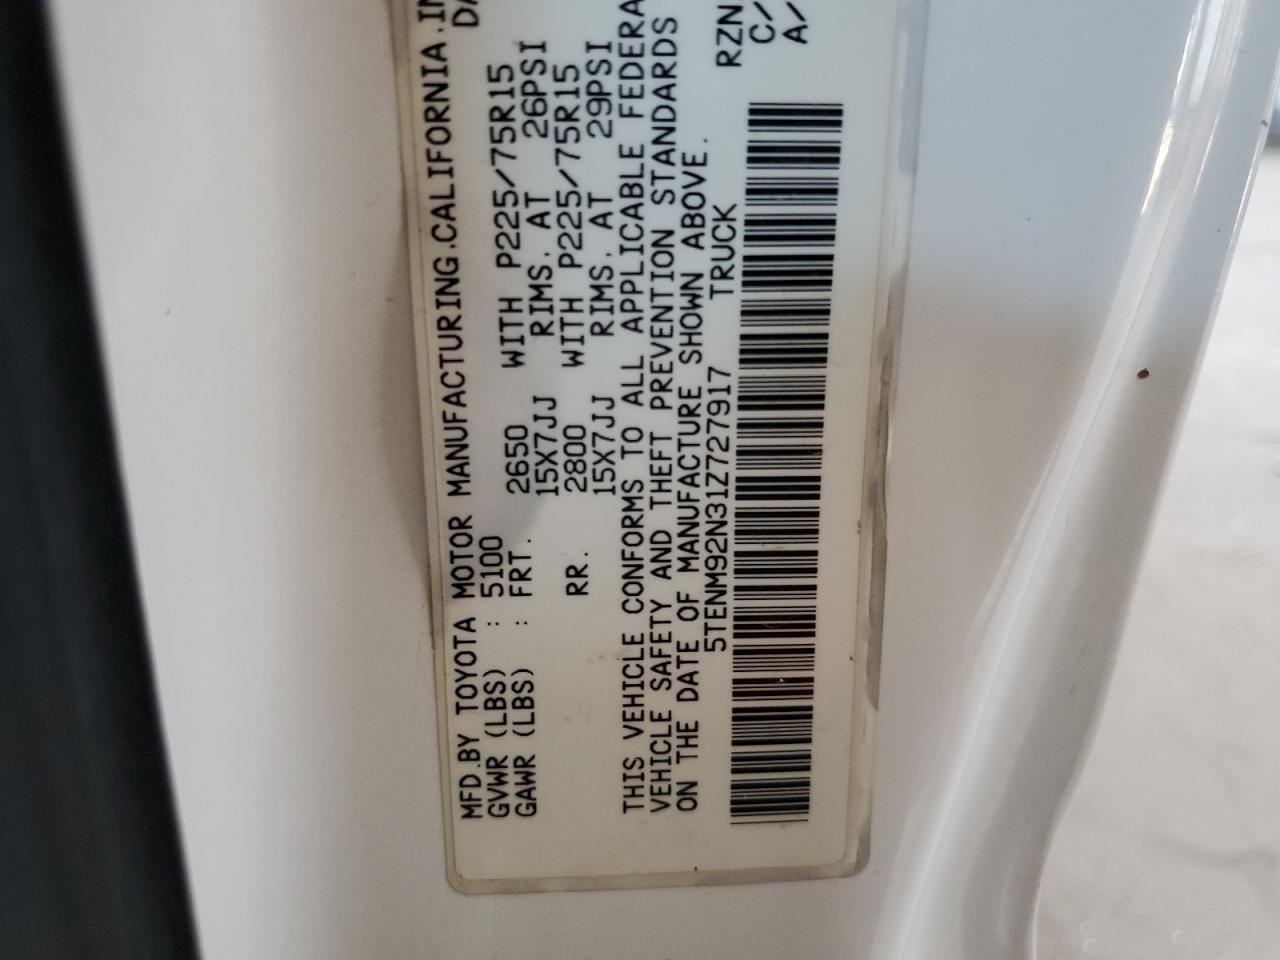 MFD.BY TOYOTA MOTOR MANUFACTURING.CALIFORNIA.IN
GVWR (LBS) : 5100
GAWR (LBS) : FRT. 2650 WITH P225/75R15
15X7JJ RIMS, AT 26PSI
RR. 2800 WITH P225/75R15
15X7JJ RIMS, AT 29PSI
THIS VEHICLE CONFORMS TO ALL APPLICABLE FEDERA
VEHICLE SAFETY AND THEFT PREVENTION STANDARDS
ON THE DATE OF MANUFACTURE SHOWN ABOVE.
5TENM92N31Z727917 TRUCK
RZN
C/
A/